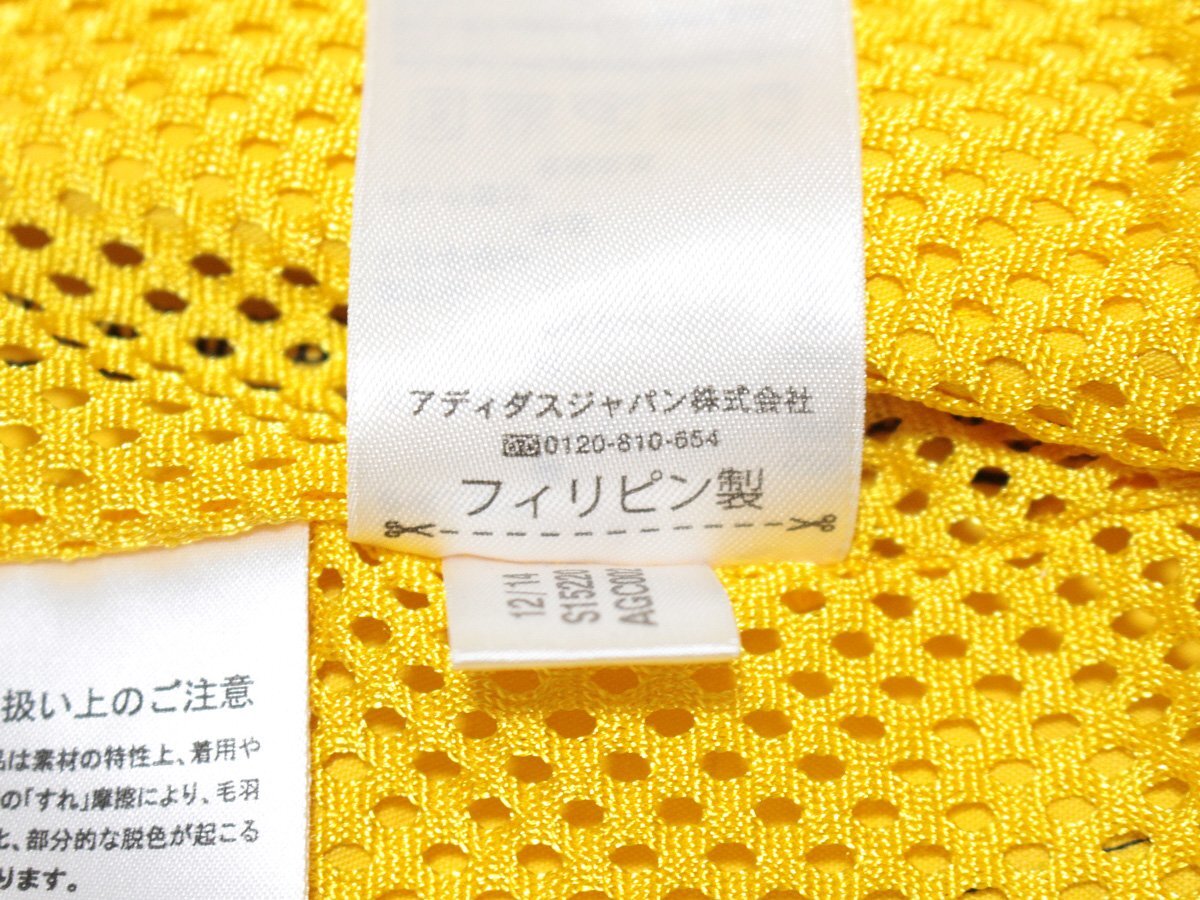 アディダスジャパン株式会社
0120-810-654
フィリピン製
12/14
S15220
AGC002
扱い上のご注意
品は素材の特性上、着用や
の「すれ」摩擦により、毛羽
と、部分的な脱色が起こる
ります。